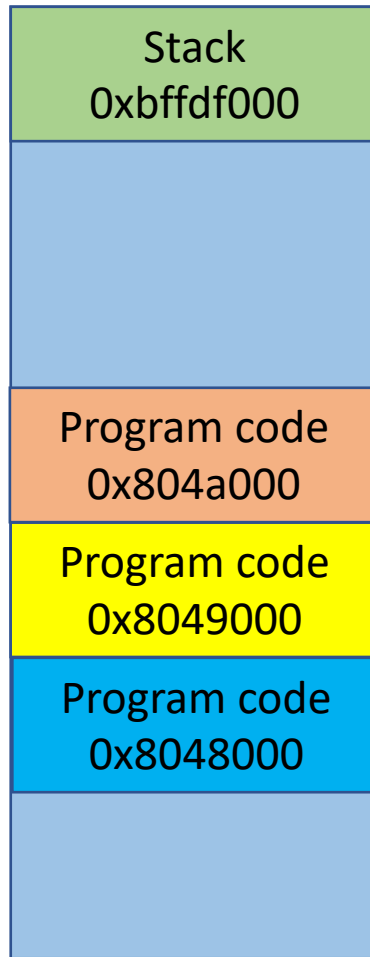 Stack
0xbffdf000
Program code
0x804a000
Program code
0x8049000
Program code
0x8048000